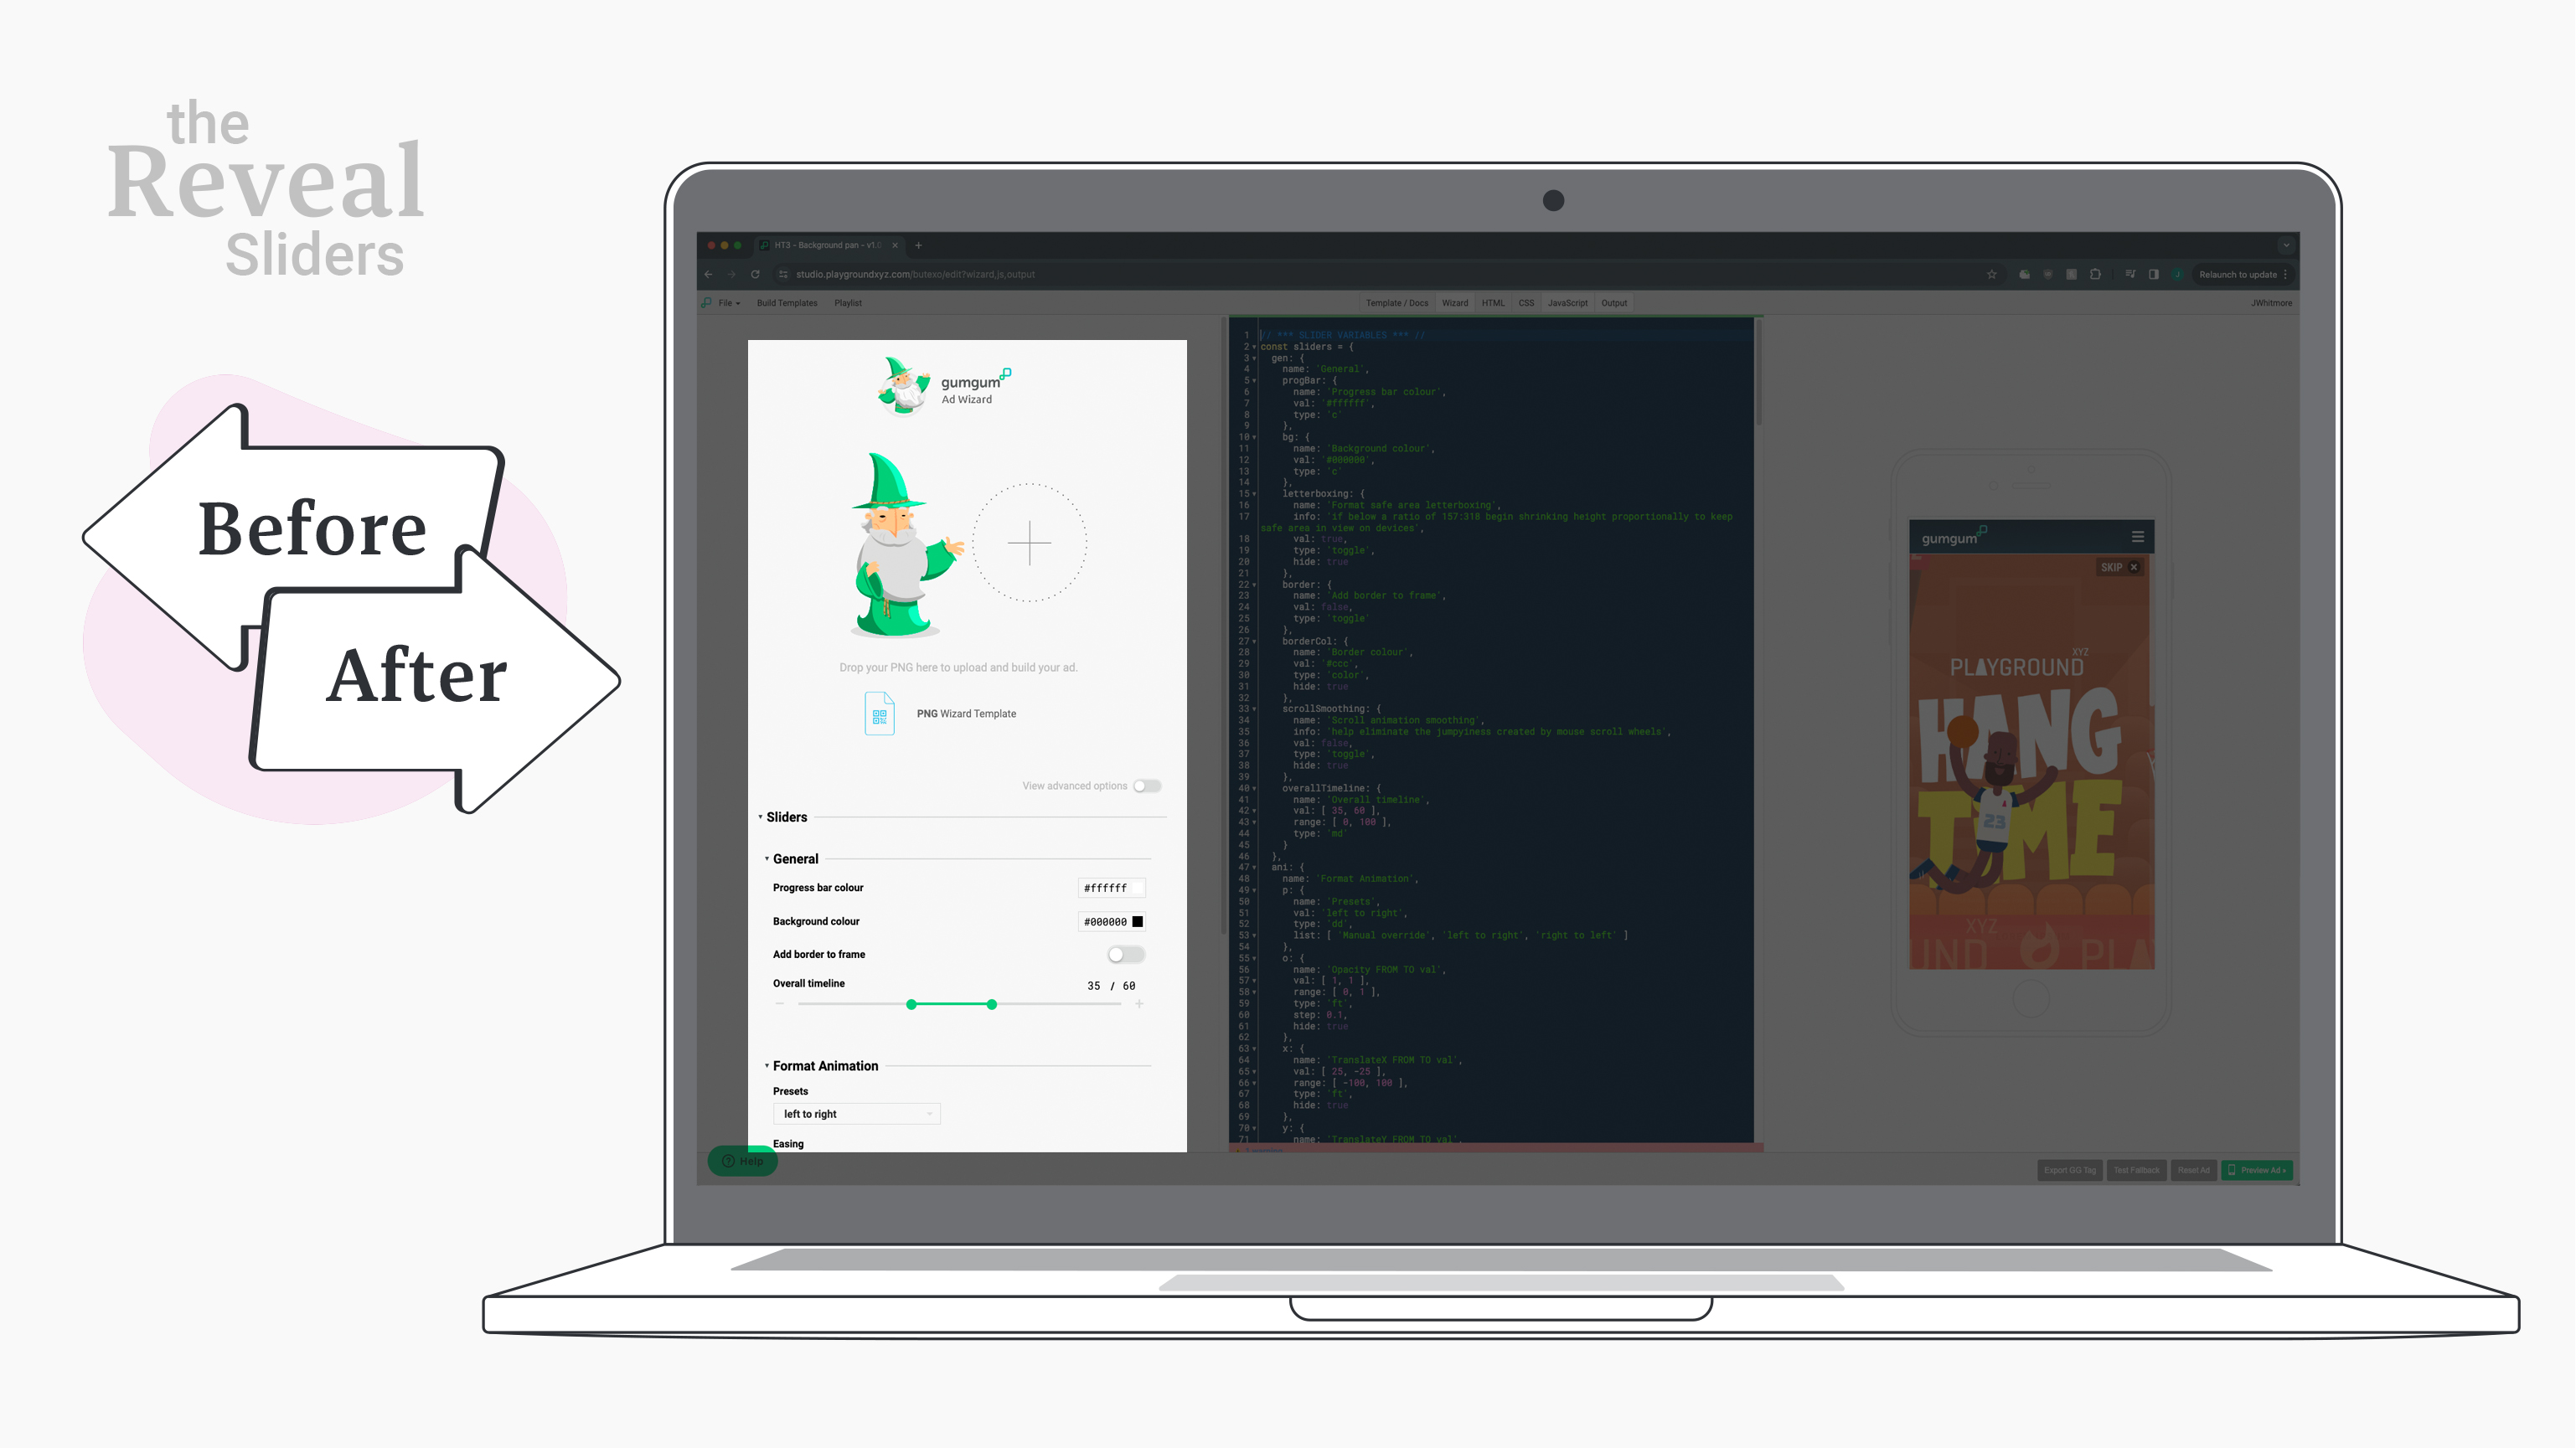 the
Reveal
Sliders
Before
After
HT3 – Background pan – v1.0
studio.playgroundxyz.com/butexo/edit?wizard,js,output
Relaunch to update
File
Build Templates
Playlist
Template / Docs
Wizard
HTML
CSS
JavaScript
Output
JWhitmore
gumgum
Ad Wizard
Drop your PNG here to upload and build your ad.
PNG Wizard Template
View advanced options
Sliders
General
Progress bar colour
#ffffff
Background colour
#000000
Add border to frame
Overall timeline
35 / 60
Format Animation
Presets
left to right
Easing
Help
1 // *** SLIDER VARIABLES *** //
2 const sliders = {
3 gen: {
4 name: 'General',
5 progBar: {
6 name: 'Progress bar colour',
7 val: '#ffffff',
8 type: 'c'
9 },
10 bg: {
11 name: 'Background colour',
12 val: '#000000',
13 type: 'c'
14 },
15 letterboxing: {
16 name: 'Format safe area letterboxing',
17 info: 'if below a ratio of 157:318 begin shrinking height proportionally to keep
safe area in view on devices',
18 val: true,
19 type: 'toggle',
20 hide: true
21 },
22 border: {
23 name: 'Add border to frame',
24 val: false,
25 type: 'toggle'
26 },
27 borderCol: {
28 name: 'Border colour',
29 val: '#ccc',
30 type: 'color',
31 hide: true
32 },
33 scrollSmoothing: {
34 name: 'Scroll animation smoothing',
35 info: 'help eliminate the jumpyiness created by mouse scroll wheels',
36 val: false,
37 type: 'toggle',
38 hide: true
39 },
40 overallTimeline: {
41 name: 'Overall timeline',
42 val: [ 35, 60 ],
43 range: [ 0, 100 ],
44 type: 'md'
45 }
46 },
47 ani: {
48 name: 'Format Animation',
49 p: {
50 name: 'Presets',
51 val: 'left to right',
52 type: 'dd',
53 list: [ 'Manual override', 'left to right', 'right to left' ]
54 },
55 o: {
56 name: 'Opacity FROM TO val',
57 val: [ 1, 1 ],
58 range: [ 0, 1 ],
59 type: 'ft',
60 step: 0.1,
61 hide: true
62 },
63 x: {
64 name: 'TranslateX FROM TO val',
65 val: [ 25, -25 ],
66 range: [ -100, 100 ],
67 type: 'ft',
68 hide: true
69 },
70 y: {
71 name: 'TranslateY FROM TO val',
gumgum
SKIP
PLAYGROUND XYZ
HANG
TIME
23
XYZ
UND PLA
Export GG Tag
Test Fallback
Reset Ad
Preview Ad